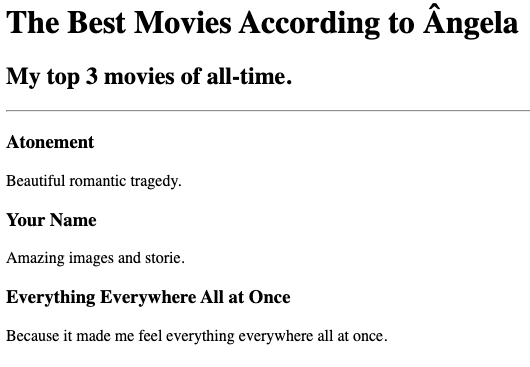 The Best Movies According to Ângela
My top 3 movies of all-time.
Atonement
Beautiful romantic tragedy.
Your Name
Amazing images and storie.
Everything Everywhere All at Once
Because it made me feel everything everywhere all at once.